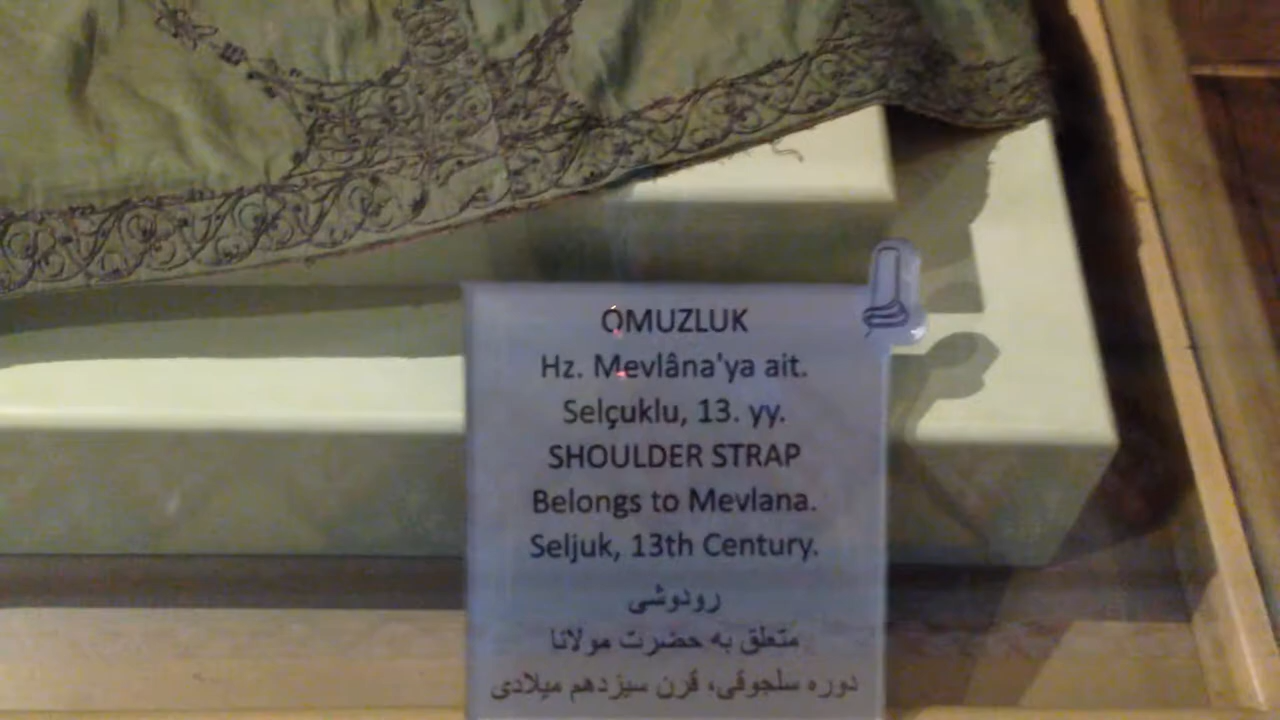 OMUZLUK
Hz. Mevlâna'ya ait.
Selçuklu, 13. yy.
SHOULDER STRAP
Belongs to Mevlana.
Seljuk, 13th Century.
رودوشی
متعلق به حضرت مولانا
دوره سلجوقی، قرن سیزدهم میلادی